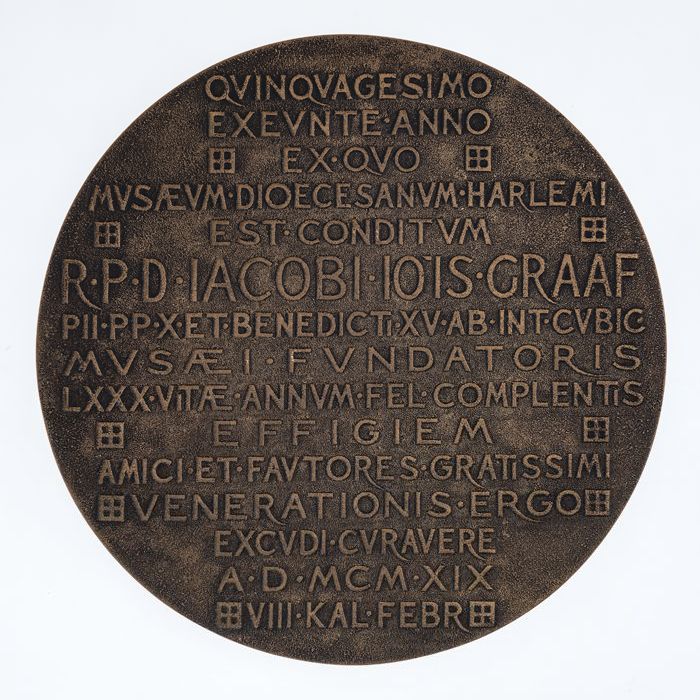 QVINQVAGESIMO
EXEVNTE·ANNO
EX·QVO
MVSÆVM·DIOECESANVM·HARLEMI
EST·CONDITVM
R·P·D·IACOBI·IOIS·GRAAF
PII·PP·X·ET·BENEDICTI·XV·AB·INT·CVBIC
MVSÆI·FVNDATORIS
LXXX·VITÆ·ANNVM·FEL·COMPLENTIS
EFFIGIEM
AMICI·ET·FAVTORES·GRATISSIMI
VENERATIONIS·ERGO
EXCVDI·CVRAVERE
A·D·MCM·XIX
VIII·KAL·FEBR